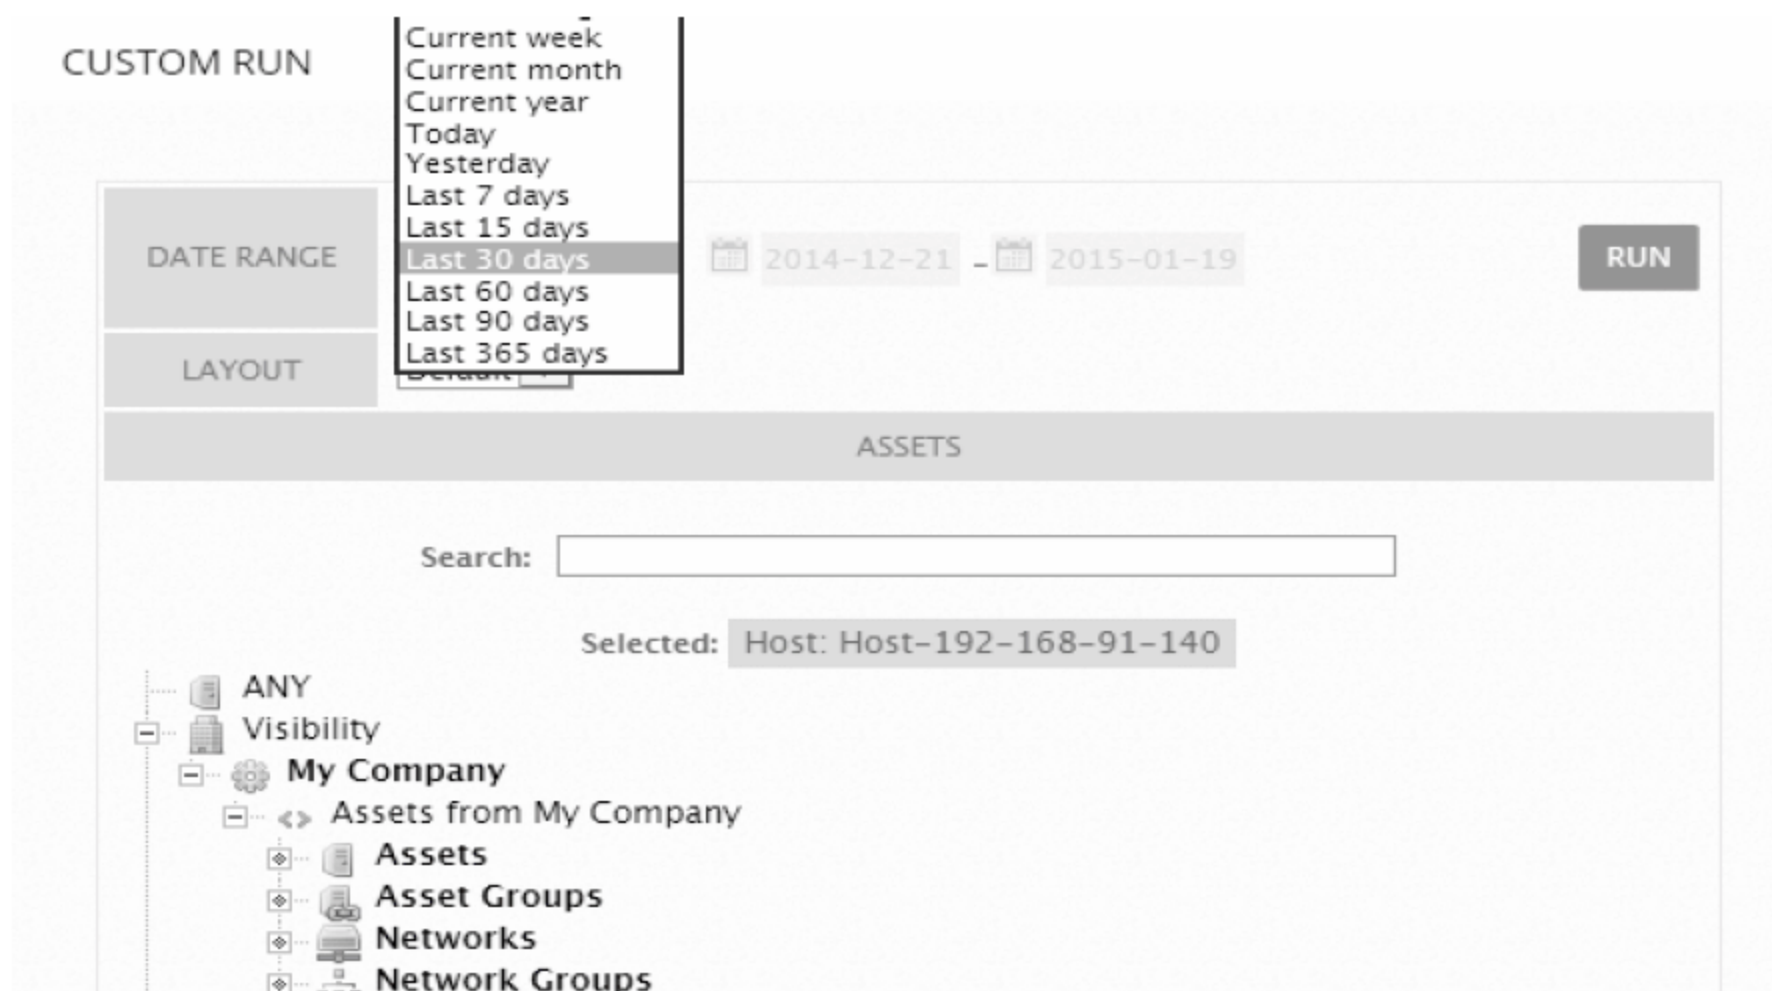 CUSTOM RUN
Current week
Current month
Current year
Today
Yesterday
Last 7 days
Last 15 days
DATE RANGE
Last 30 days
2014-12-21 - 2015-01-19
RUN
Last 60 days
Last 90 days
Last 365 days
LAYOUT
Default
ASSETS
Search:
Selected: Host: Host-192-168-91-140
ANY
Visibility
My Company
Assets from My Company
Assets
Asset Groups
Networks
Network Groups